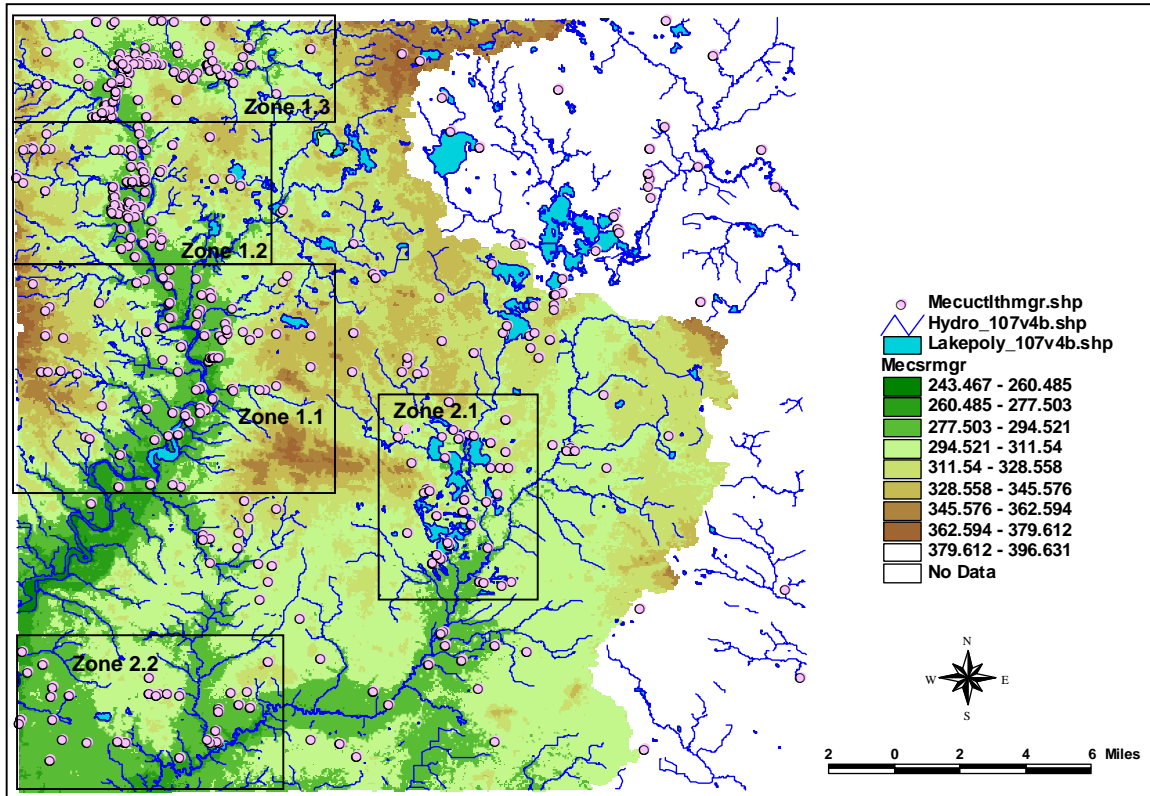 Zone 1.3
Zone 1.2
Zone 1.1
Zone 2.1
Zone 2.2
Mecuctlthmgr.shp
Hydro_107v4b.shp
Lakepoly_107v4b.shp
Mecsrmgr
243.467 - 260.485
260.485 - 277.503
277.503 - 294.521
294.521 - 311.54
311.54 - 328.558
328.558 - 345.576
345.576 - 362.594
362.594 - 379.612
379.612 - 396.631
No Data
N
W E
S
2 0 2 4 6 Miles